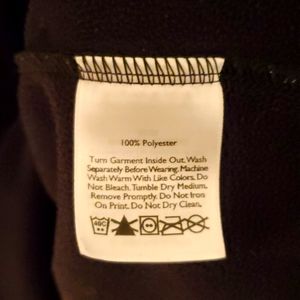 100% Polyester
Turn Garment Inside Out. Wash
Separately Before Wearing. Machine
Wash Warm With Like Colors. Do
Not Bleach. Tumble Dry Medium.
Remove Promptly. Do Not Iron
On Print. Do Not Dry Clean.
40C